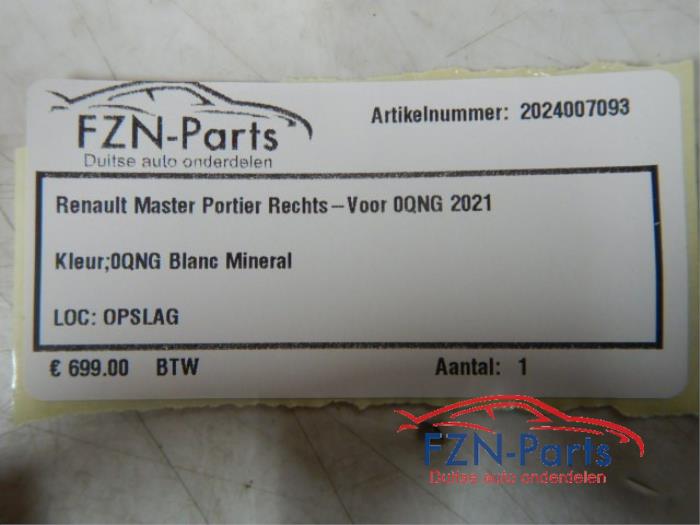 FZN-Parts
Duitse auto onderdelen
Artikelnummer: 2024007093
Renault Master Portier Rechts-Voor 0QNG 2021
Kleur;0QNG Blanc Mineral
LOC: OPSLAG
€ 699.00 BTW
Aantal: 1
FZN-Parts
Duitse auto onderdelen